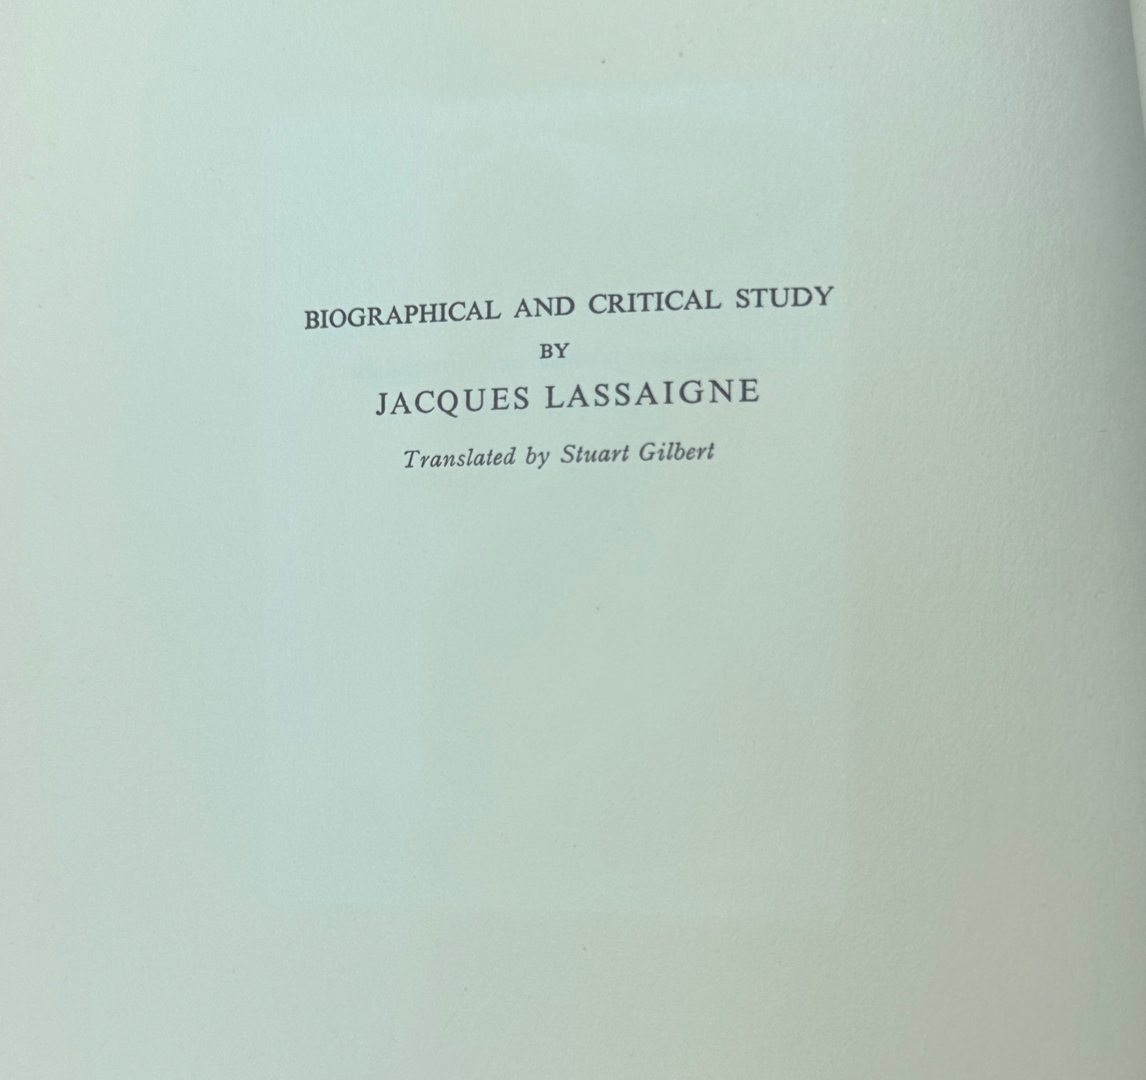 BIOGRAPHICAL AND CRITICAL STUDY
BY
JACQUES LASSAIGNE
Translated by Stuart Gilbert